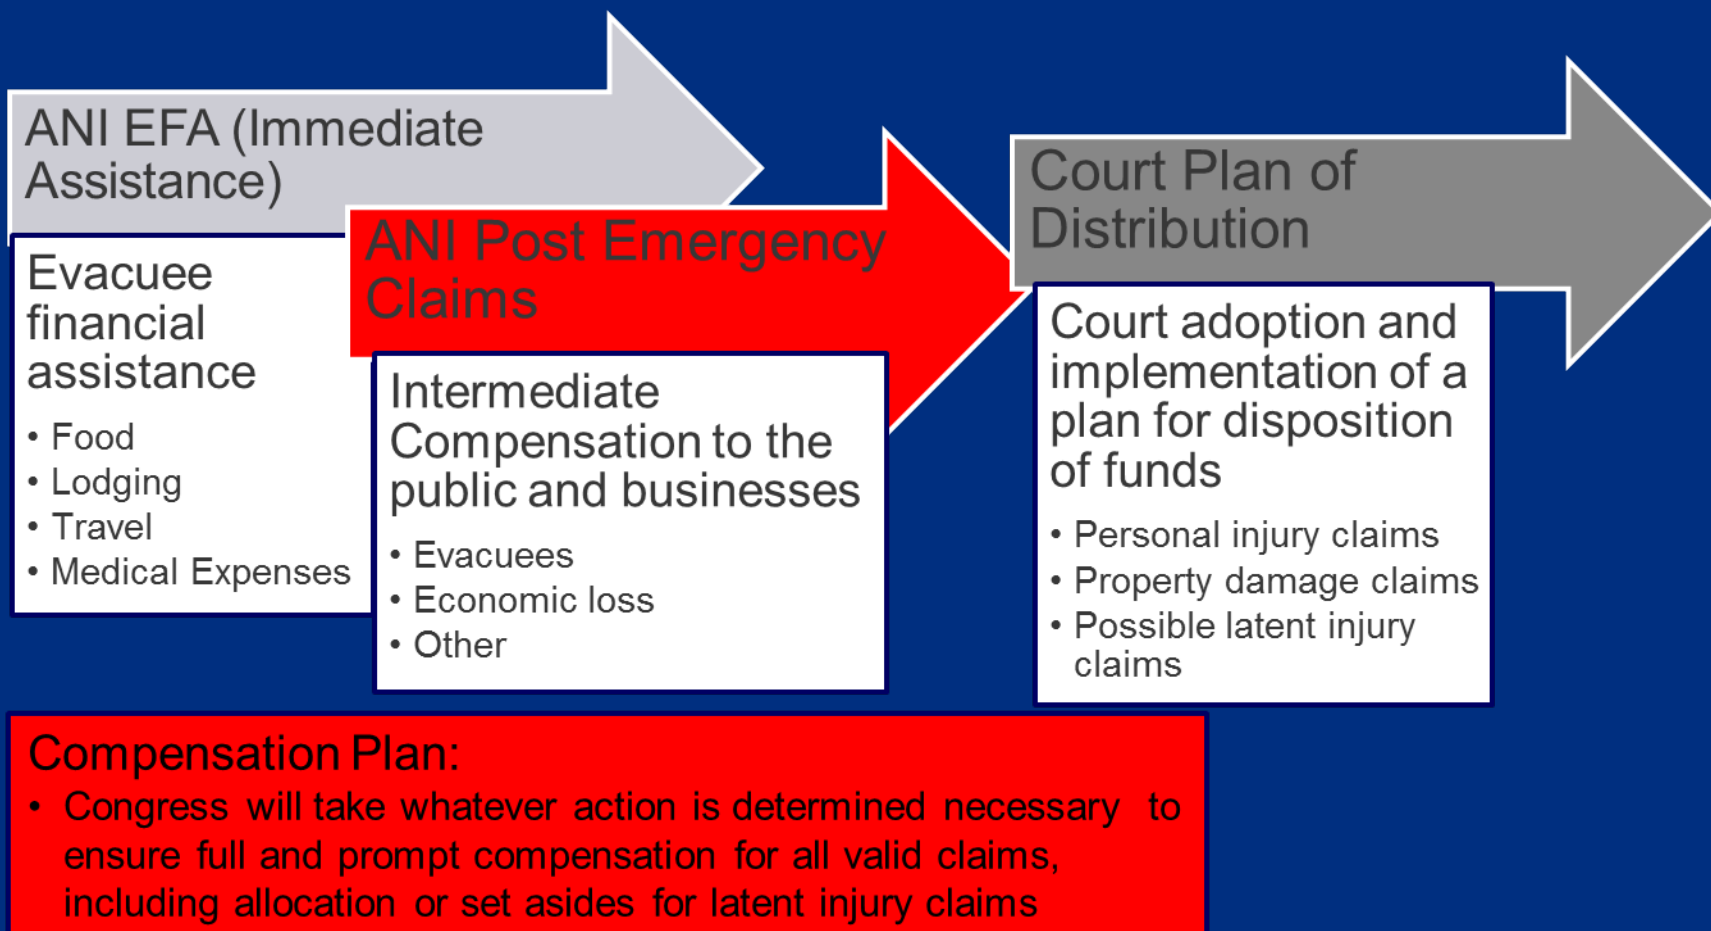 ANI EFA (Immediate
Assistance)
Evacuee
financial
assistance
• Food
• Lodging
• Travel
• Medical Expenses
ANI Post Emergency
Claims
Intermediate
Compensation to the
public and businesses
• Evacuees
• Economic loss
• Other
Court Plan of
Distribution
Court adoption and
implementation of a
plan for disposition
of funds
• Personal injury claims
• Property damage claims
• Possible latent injury
claims
Compensation Plan:
• Congress will take whatever action is determined necessary to
ensure full and prompt compensation for all valid claims,
including allocation or set asides for latent injury claims